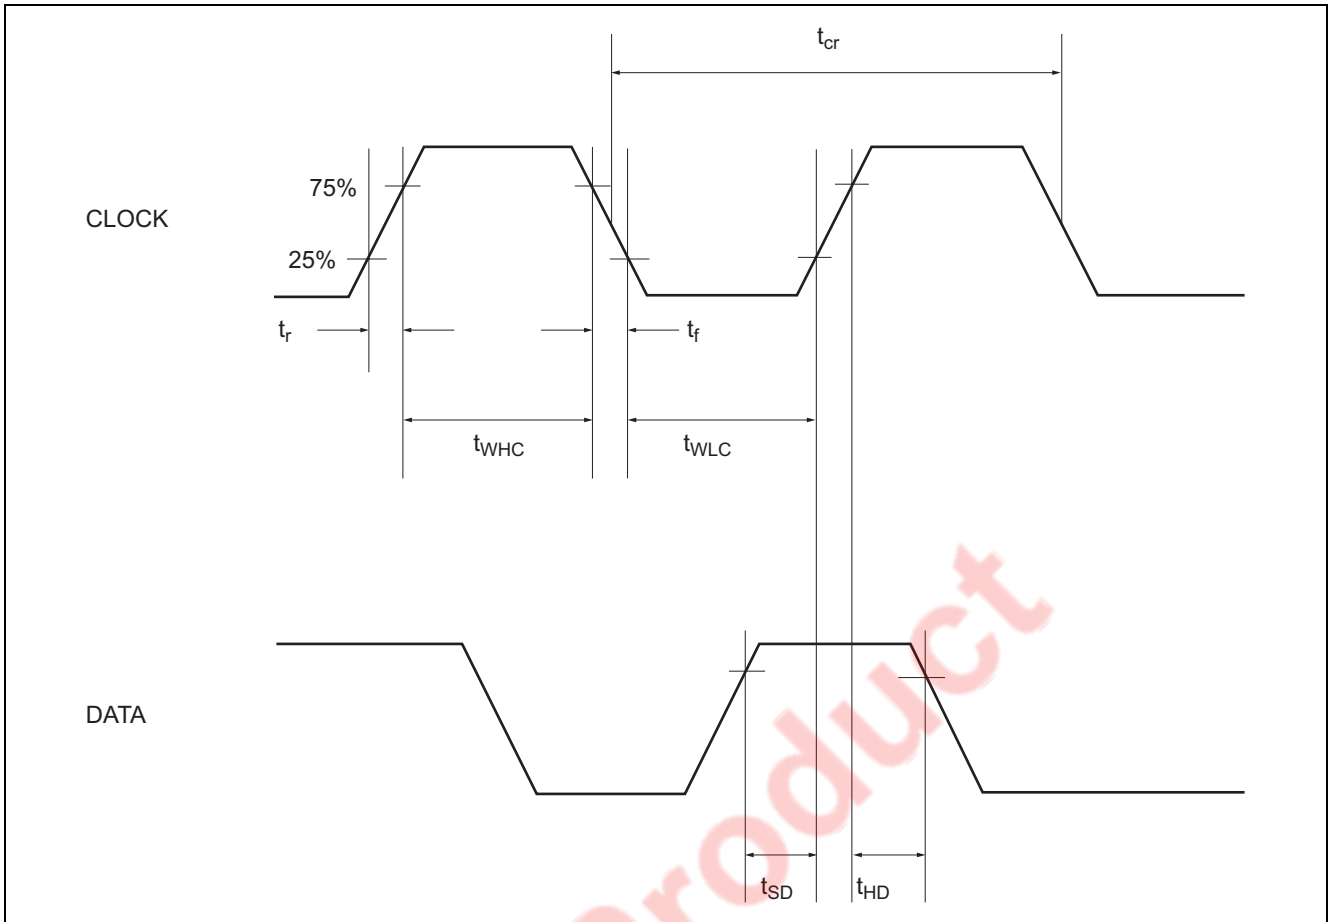 t_cr
75%
CLOCK
25%
t_r
t_f
t_WHC
t_WLC
DATA
t_SD
t_HD
roduct